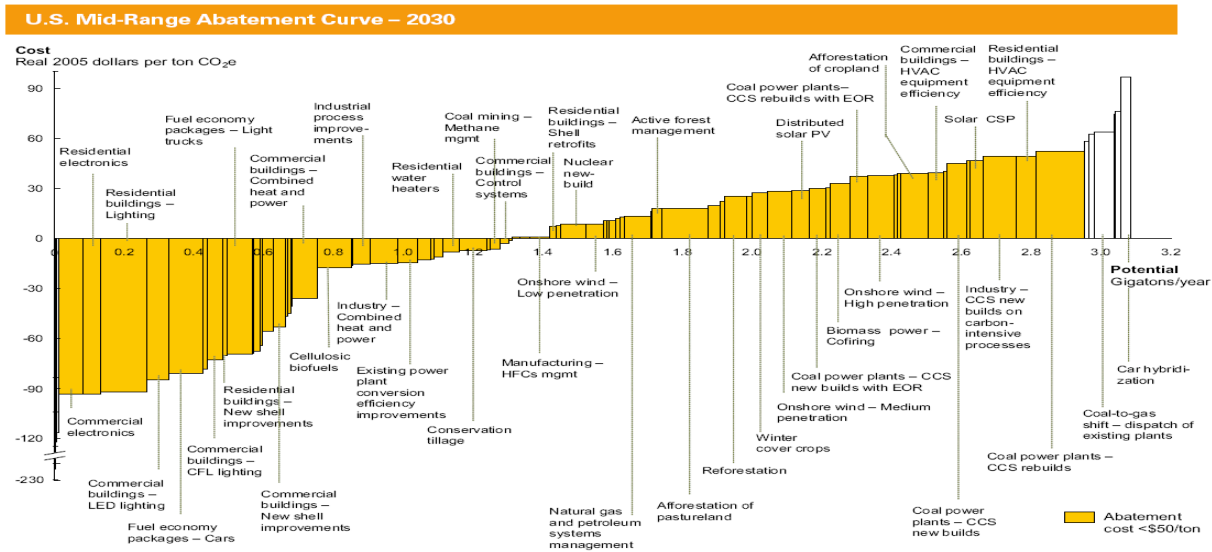 U.S. Mid-Range Abatement Curve – 2030
Cost
Real 2005 dollars per ton CO2e
90
60
30
0
-30
-60
-90
-120
-230
0
0.2
0.4
0.6
0.8
1.0
1.2
1.4
1.6
1.8
2.0
2.2
2.4
2.6
2.8
3.0
3.2
Potential
Gigatons/year
Residential
electronics
Residential
buildings –
Lighting
Fuel economy
packages – Light
trucks
Commercial
buildings –
Combined
heat and
power
Industrial
process
improve-
ments
Residential
water
heaters
Coal mining –
Methane
mgmt
Commercial
buildings –
Control
systems
Residential
buildings –
Shell
retrofits
Nuclear
new-
build
Active forest
management
Coal power plants–
CCS rebuilds with EOR
Distributed
solar PV
Afforestation
of cropland
Commercial
buildings –
HVAC
equipment
efficiency
Solar CSP
Residential
buildings –
HVAC
equipment
efficiency
Commercial
electronics
Commercial
buildings –
LED lighting
Fuel economy
packages – Cars
Commercial
buildings –
CFL lighting
Residential
buildings –
New shell
improvements
Commercial
buildings –
New shell
improvements
Cellulosic
biofuels
Industry –
Combined
heat and
power
Existing power
plant
conversion
efficiency
improvements
Conservation
tillage
Manufacturing –
HFCs mgmt
Onshore wind –
Low penetration
Natural gas
and petroleum
systems
management
Afforestation of
pastureland
Reforestation
Winter
cover crops
Onshore wind – Medium
penetration
Coal power plants – CCS
new builds with EOR
Biomass power –
Cofiring
Onshore wind –
High penetration
Coal power
plants – CCS
new builds
Industry –
CCS new
builds on
carbon-
intensive
processes
Coal power plants –
CCS rebuilds
Coal-to-gas
shift – dispatch of
existing plants
Car hybridi-
zation
Abatement
cost <$50/ton